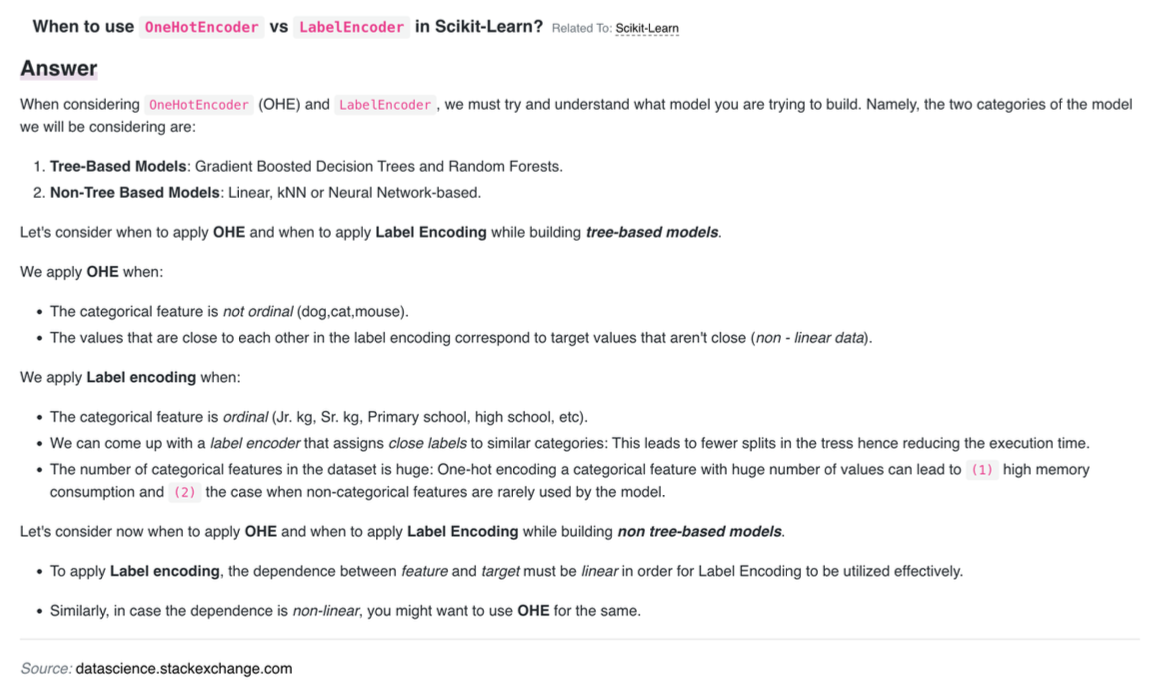 When to use OneHotEncoder vs LabelEncoder in Scikit-Learn? Related To: Scikit-Learn
Answer
When considering OneHotEncoder (OHE) and LabelEncoder, we must try and understand what model you are trying to build. Namely, the two categories of the model
we will be considering are:
1. Tree-Based Models: Gradient Boosted Decision Trees and Random Forests.
2. Non-Tree Based Models: Linear, kNN or Neural Network-based.
Let's consider when to apply OHE and when to apply Label Encoding while building tree-based models.
We apply OHE when:
• The categorical feature is not ordinal (dog,cat,mouse).
• The values that are close to each other in the label encoding correspond to target values that aren't close (non - linear data).
We apply Label encoding when:
• The categorical feature is ordinal (Jr. kg, Sr. kg, Primary school, high school, etc).
• We can come up with a label encoder that assigns close labels to similar categories: This leads to fewer splits in the tress hence reducing the execution time.
• The number of categorical features in the dataset is huge: One-hot encoding a categorical feature with huge number of values can lead to (1) high memory
consumption and (2) the case when non-categorical features are rarely used by the model.
Let's consider now when to apply OHE and when to apply Label Encoding while building non tree-based models.
• To apply Label encoding, the dependence between feature and target must be linear in order for Label Encoding to be utilized effectively.
• Similarly, in case the dependence is non-linear, you might want to use OHE for the same.
Source: datascience.stackexchange.com